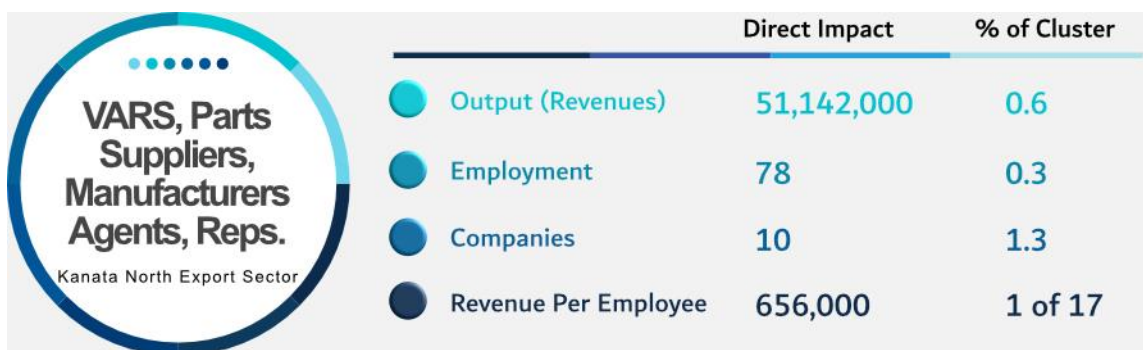 VARS, Parts
Suppliers,
Manufacturers
Agents, Reps.
Kanata North Export Sector
Direct Impact % of Cluster
Output (Revenues) 51,142,000 0.6
Employment 78 0.3
Companies 10 1.3
Revenue Per Employee 656,000 1 of 17